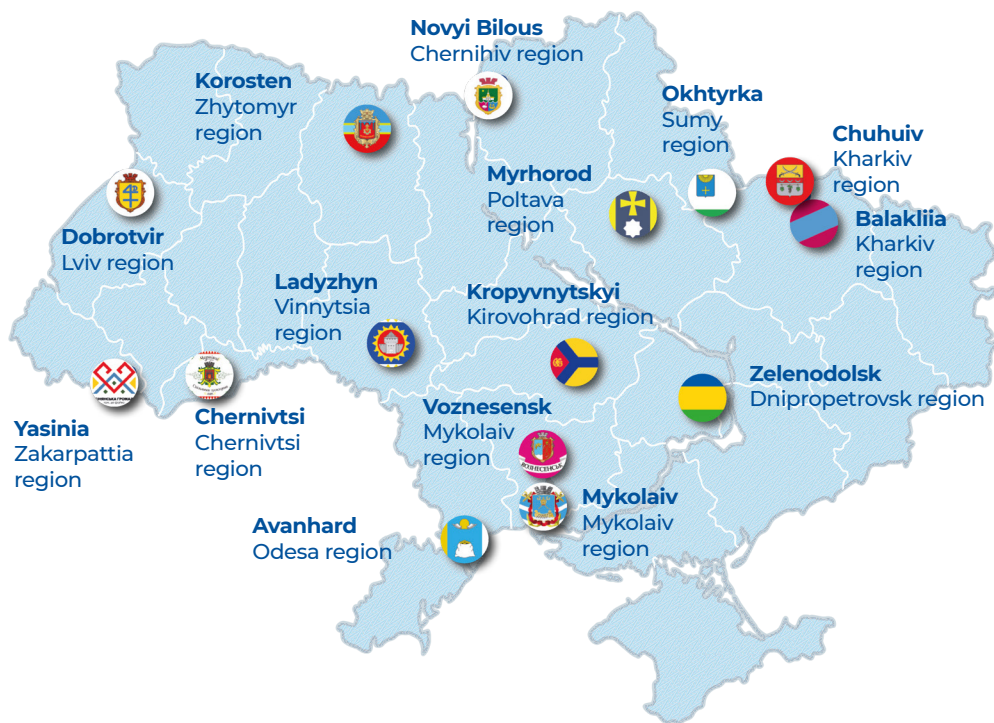 Novyi Bilous
Chernihiv region
Korosten
Zhytomyr
region
Okhtyrka
Sumy
region
Chuhuiv
Kharkiv
region
Myrhorod
Poltava
region
Balakliia
Kharkiv
region
Dobrotvir
Lviv region
Ladyzhyn
Vinnytsia
region
Kropyvnytskyi
Kirovohrad region
Zelenodolsk
Dnipropetrovsk region
Yasinia
Zakarpattia
region
Chernivtsi
Chernivtsi
region
Voznesensk
Mykolaiv
region
ВОЗНЕСЕНСЬК
Mykolaiv
Mykolaiv
region
Avanhard
Odesa region